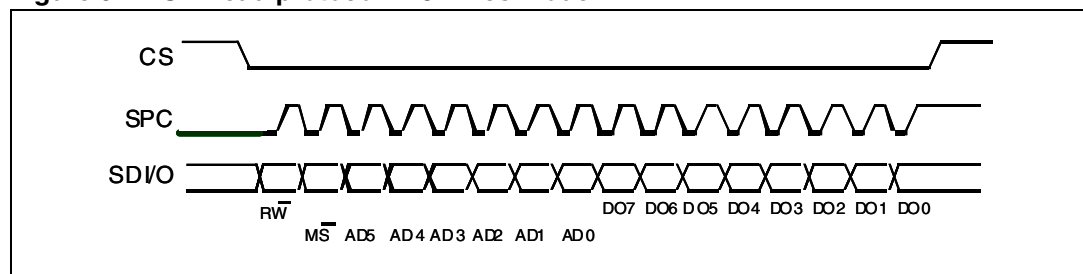 CS
SPC
SDI/O
RW̅ DO7 DO6 DO5 DO4 DO3 DO2 DO1 DO0
MS̅ AD5 AD4 AD3 AD2 AD1 AD0